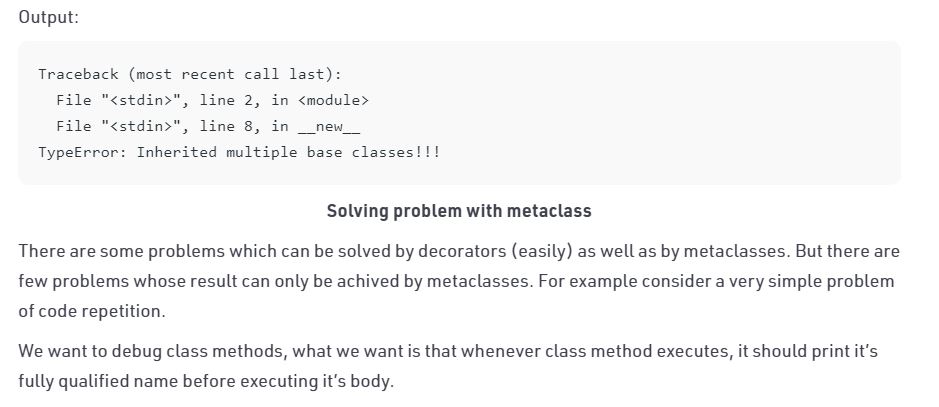 Output:
Traceback (most recent call last):
  File "<stdin>", line 2, in <module>
  File "<stdin>", line 8, in __new__
TypeError: Inherited multiple base classes!!!
Solving problem with metaclass
There are some problems which can be solved by decorators (easily) as well as by metaclasses. But there are
few problems whose result can only be achived by metaclasses. For example consider a very simple problem
of code repetition.
We want to debug class methods, what we want is that whenever class method executes, it should print it’s
fully qualified name before executing it’s body.